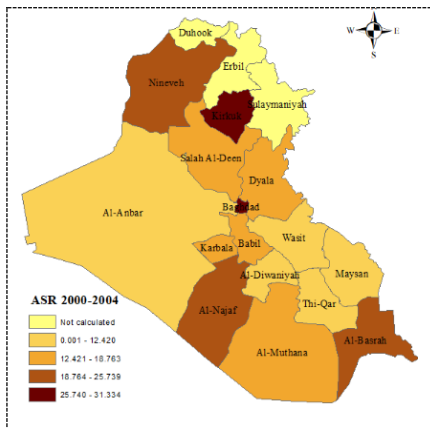 Duhook
W E
S
Erbil
Nineveh
Sulaymaniyah
Kirkuk
Salah Al-Deen
Dyala
Al-Anbar
Baghdad
Wasit
Karbala
Babil
Al-Diwaniyah
Maysan
Thi-Qar
Al-Najaf
Al-Basrah
Al-Muthana
ASR 2000-2004
Not calculated
0.001 - 12.420
12.421 - 18.763
18.764 - 25.739
25.740 - 31.334